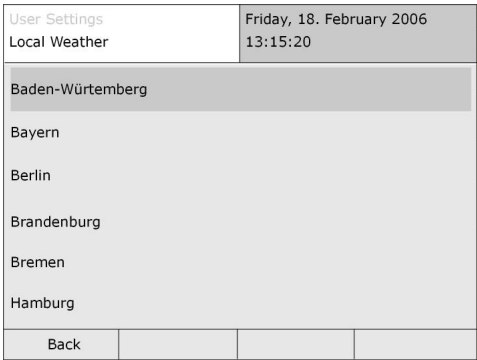 User Settings
Local Weather
Friday, 18. February 2006
13:15:20
Baden-Würtemberg
Bayern
Berlin
Brandenburg
Bremen
Hamburg
Back